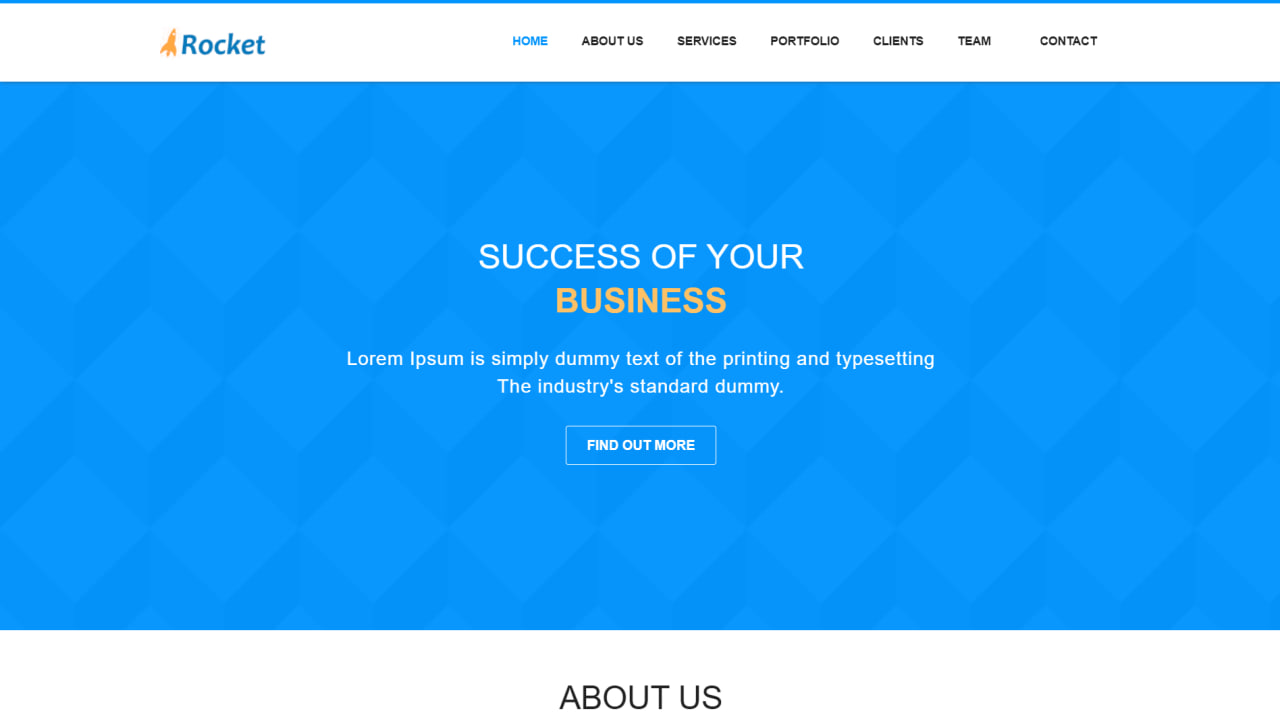 Rocket
HOME ABOUT US SERVICES PORTFOLIO CLIENTS TEAM CONTACT
SUCCESS OF YOUR
BUSINESS
Lorem Ipsum is simply dummy text of the printing and typesetting
The industry's standard dummy.
FIND OUT MORE
ABOUT US